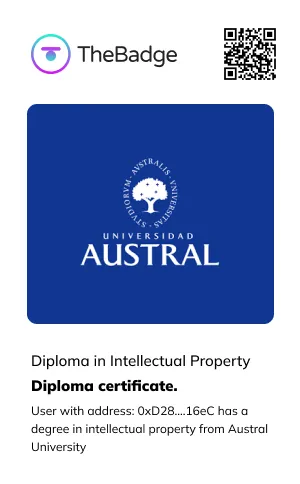 TheBadge
STVDIORVM · AVSTRALIS · VNIVERSITAS ·
UNIVERSIDAD
AUSTRAL
Diploma in Intellectual Property
Diploma certificate.
User with address: 0xD28....16eC has a
degree in intellectual property from Austral
University